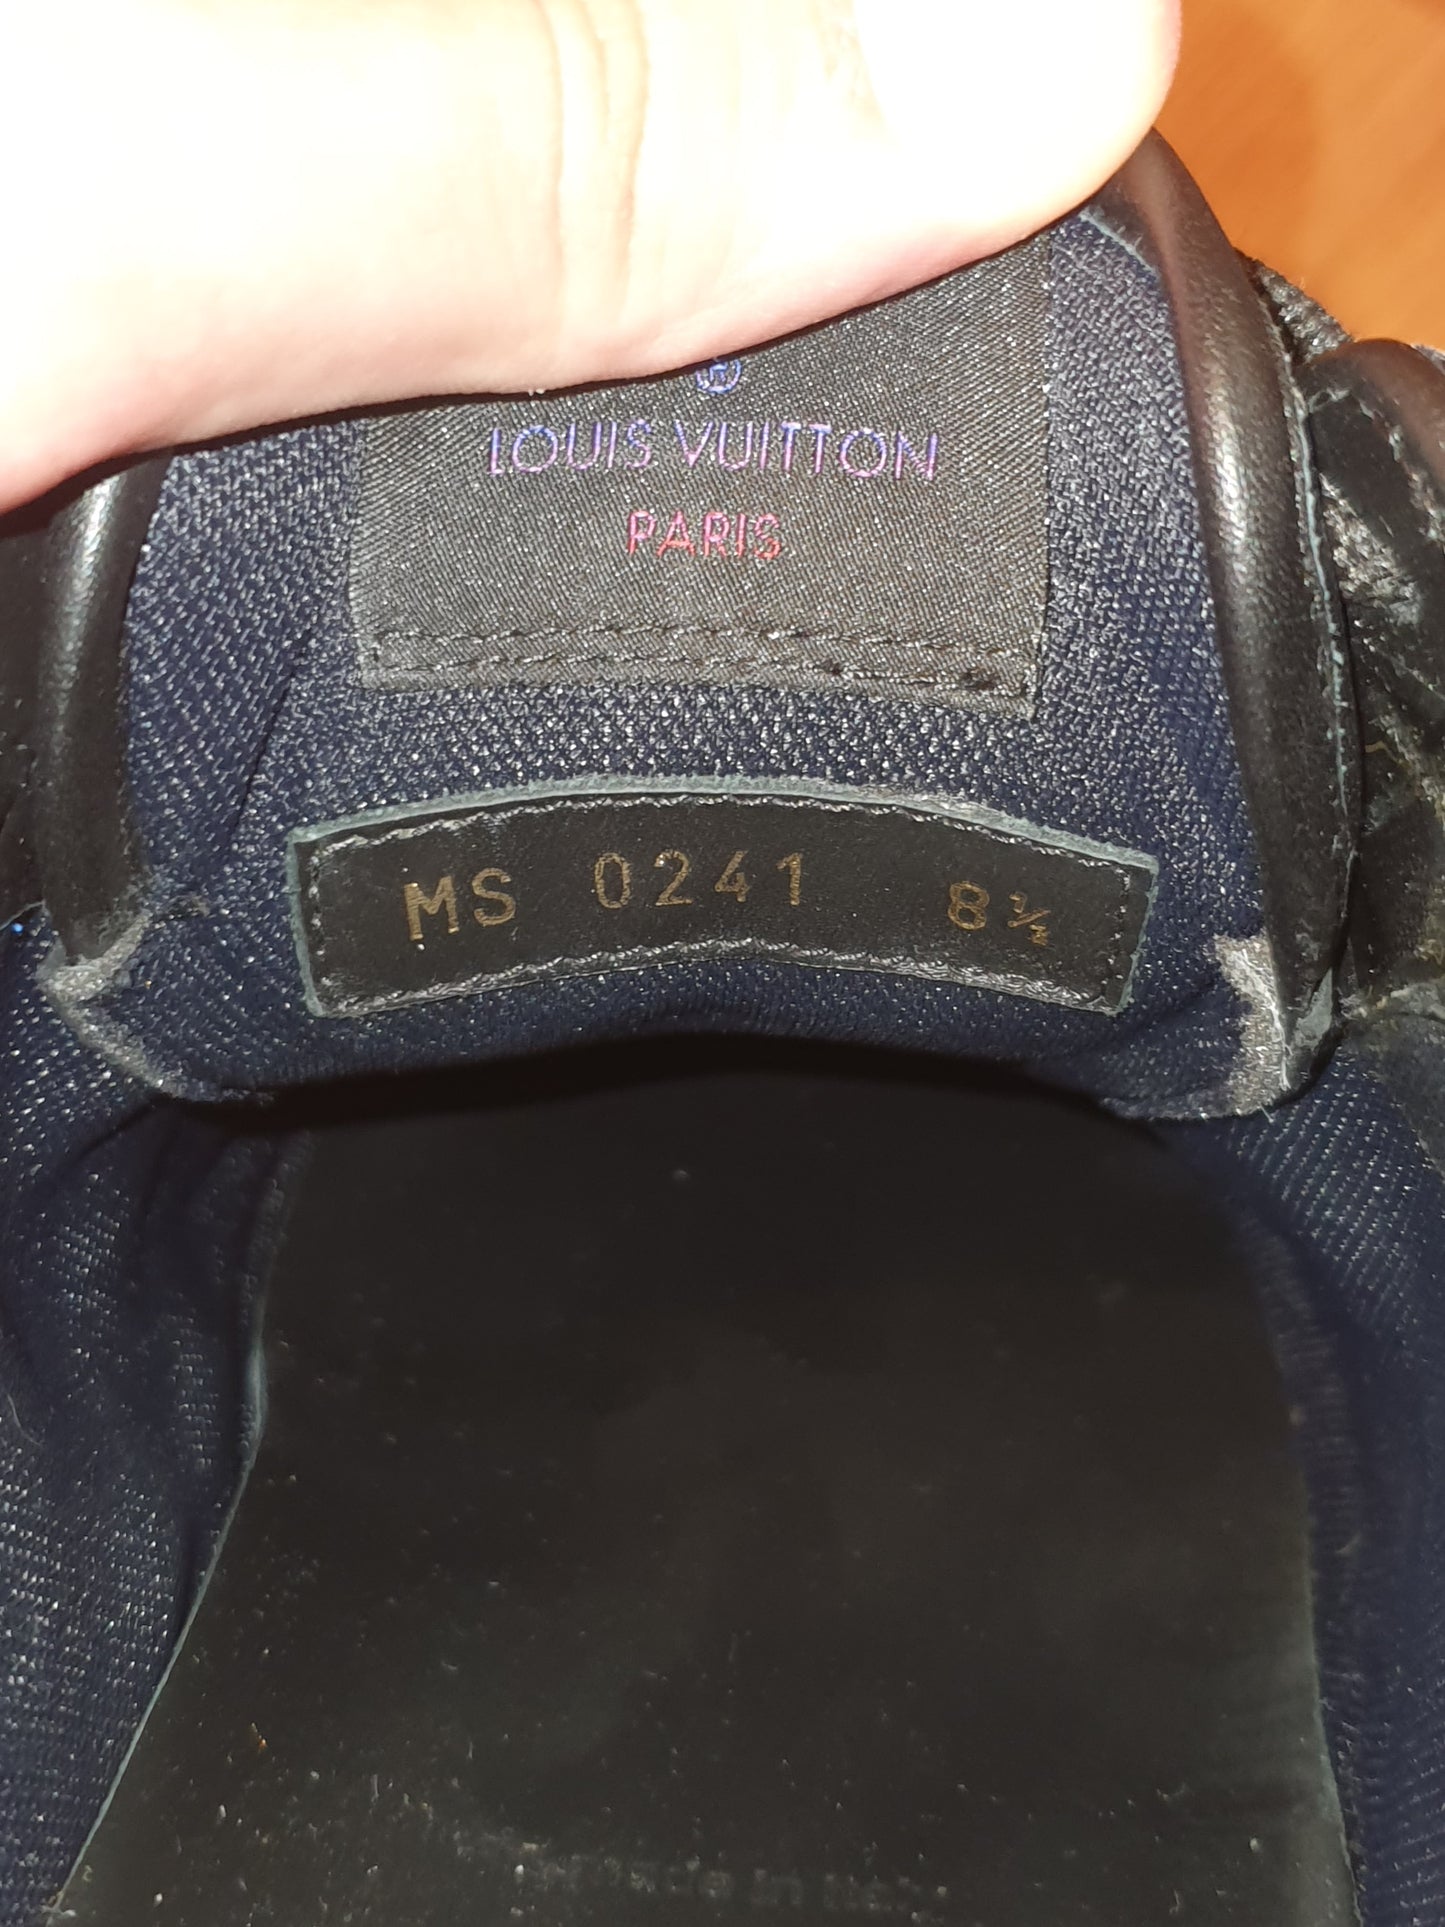 ®
LOUIS VUITTON
PARIS
MS 0241 8½